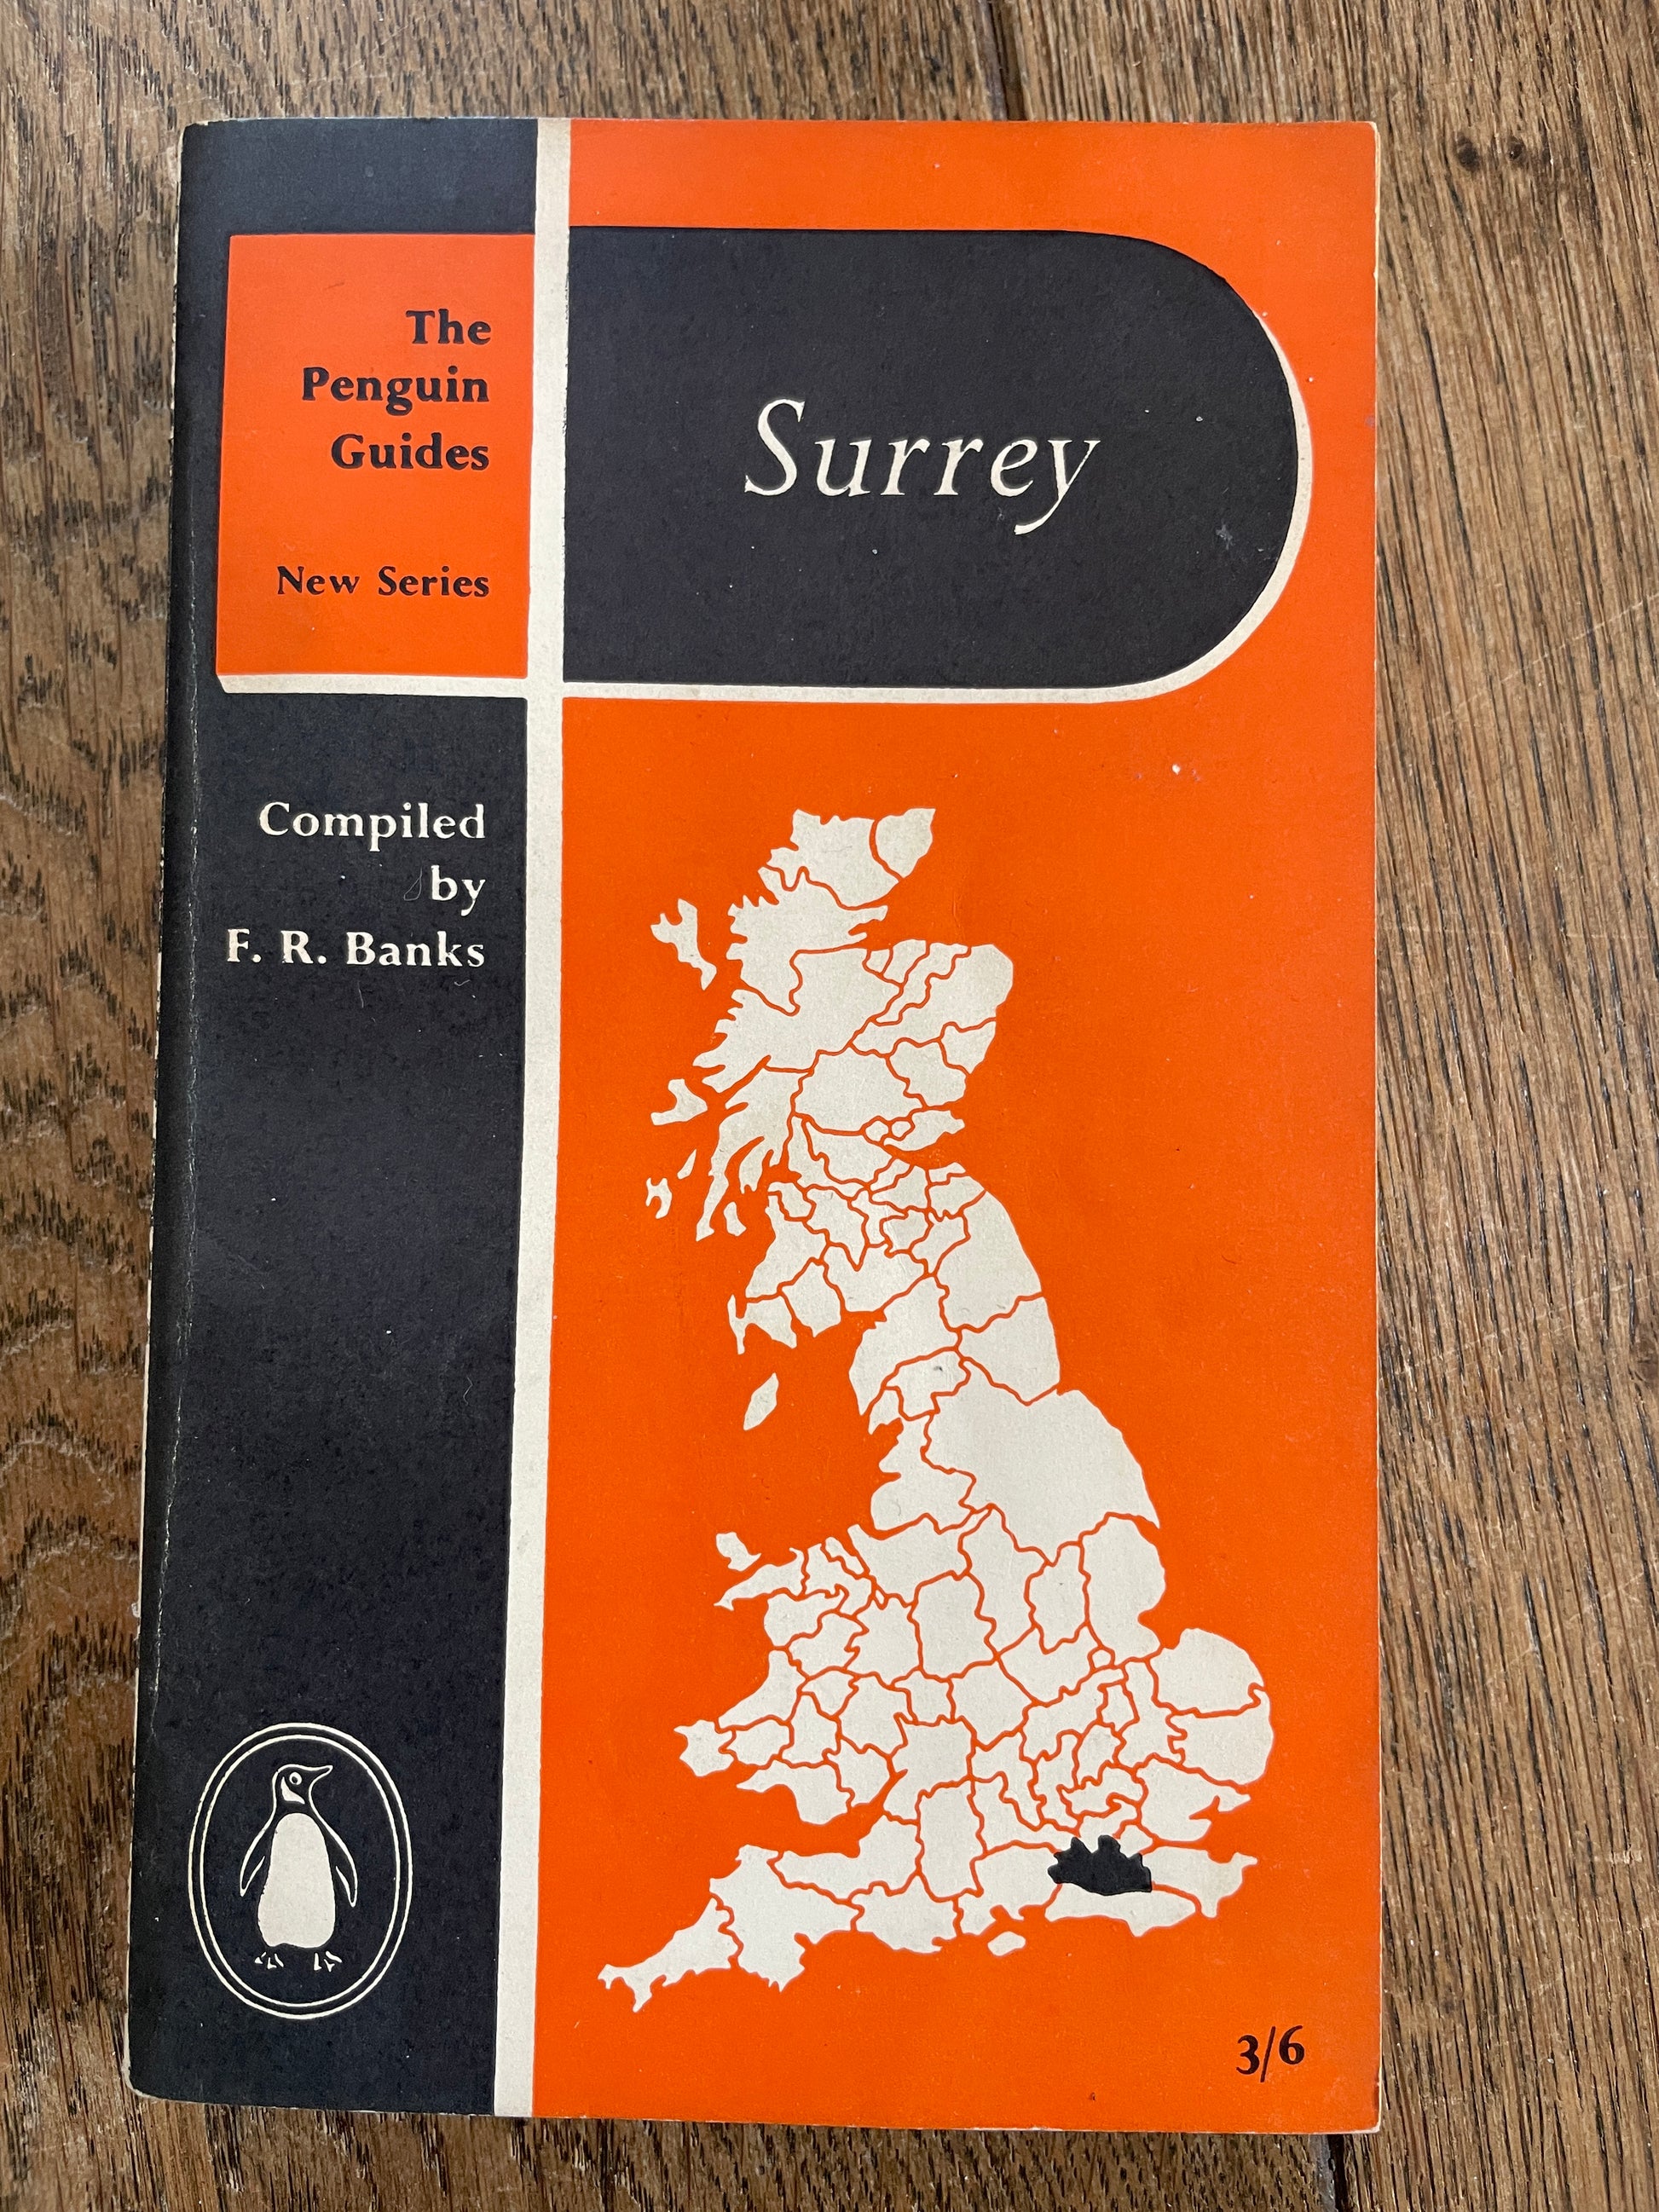 The
Penguin
Guides
New Series
Surrey
Compiled
by
F. R. Banks
3/6